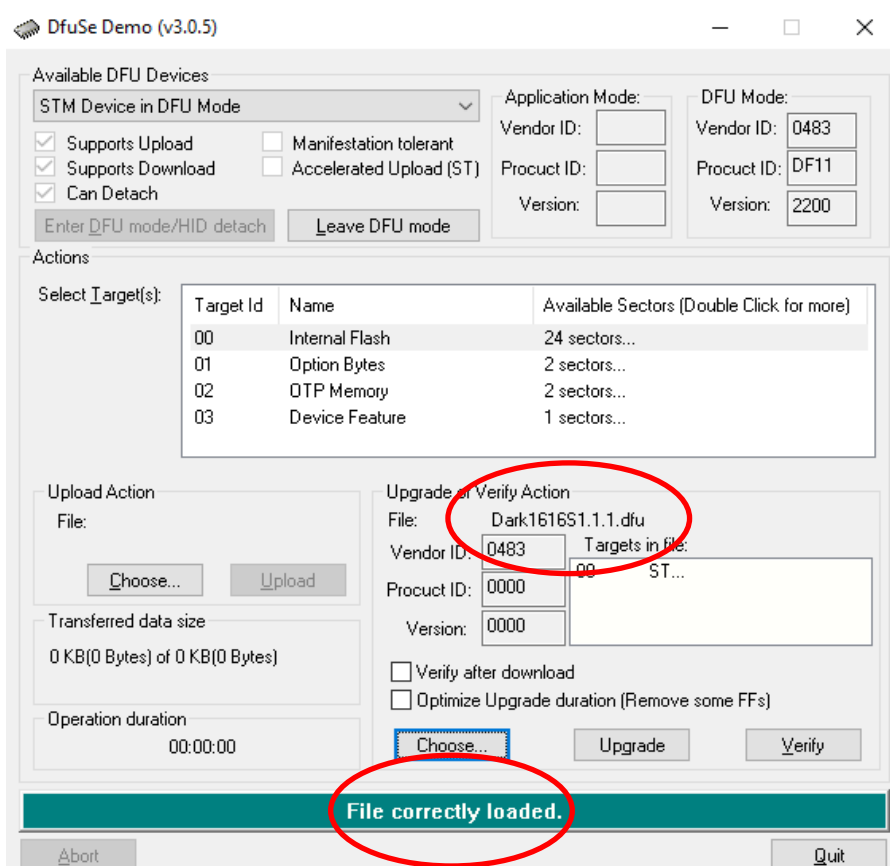 DfuSe Demo (v3.0.5)
Available DFU Devices
STM Device in DFU Mode
Supports Upload
Manifestation tolerant
Supports Download
Accelerated Upload (ST)
Can Detach
Enter DFU mode/HID detach
Leave DFU mode
Application Mode:
Vendor ID:
Procuct ID:
Version:
DFU Mode:
Vendor ID: 0483
Procuct ID: DF11
Version: 2200
Actions
Select Target(s):
Target Id Name Available Sectors (Double Click for more)
00 Internal Flash 24 sectors...
01 Option Bytes 2 sectors...
02 OTP Memory 2 sectors...
03 Device Feature 1 sectors...
Upload Action
File:
Choose... Upload
Transferred data size
0 KB(0 Bytes) of 0 KB(0 Bytes)
Operation duration
00:00:00
Upgrade or Verify Action
File: Dark1616S1.1.1.dfu
Vendor ID: 0483
Procuct ID: 0000
Version: 0000
Targets in file:
00 ST...
Verify after download
Optimize Upgrade duration (Remove some FFs)
Choose... Upgrade Verify
File correctly loaded.
Abort Quit